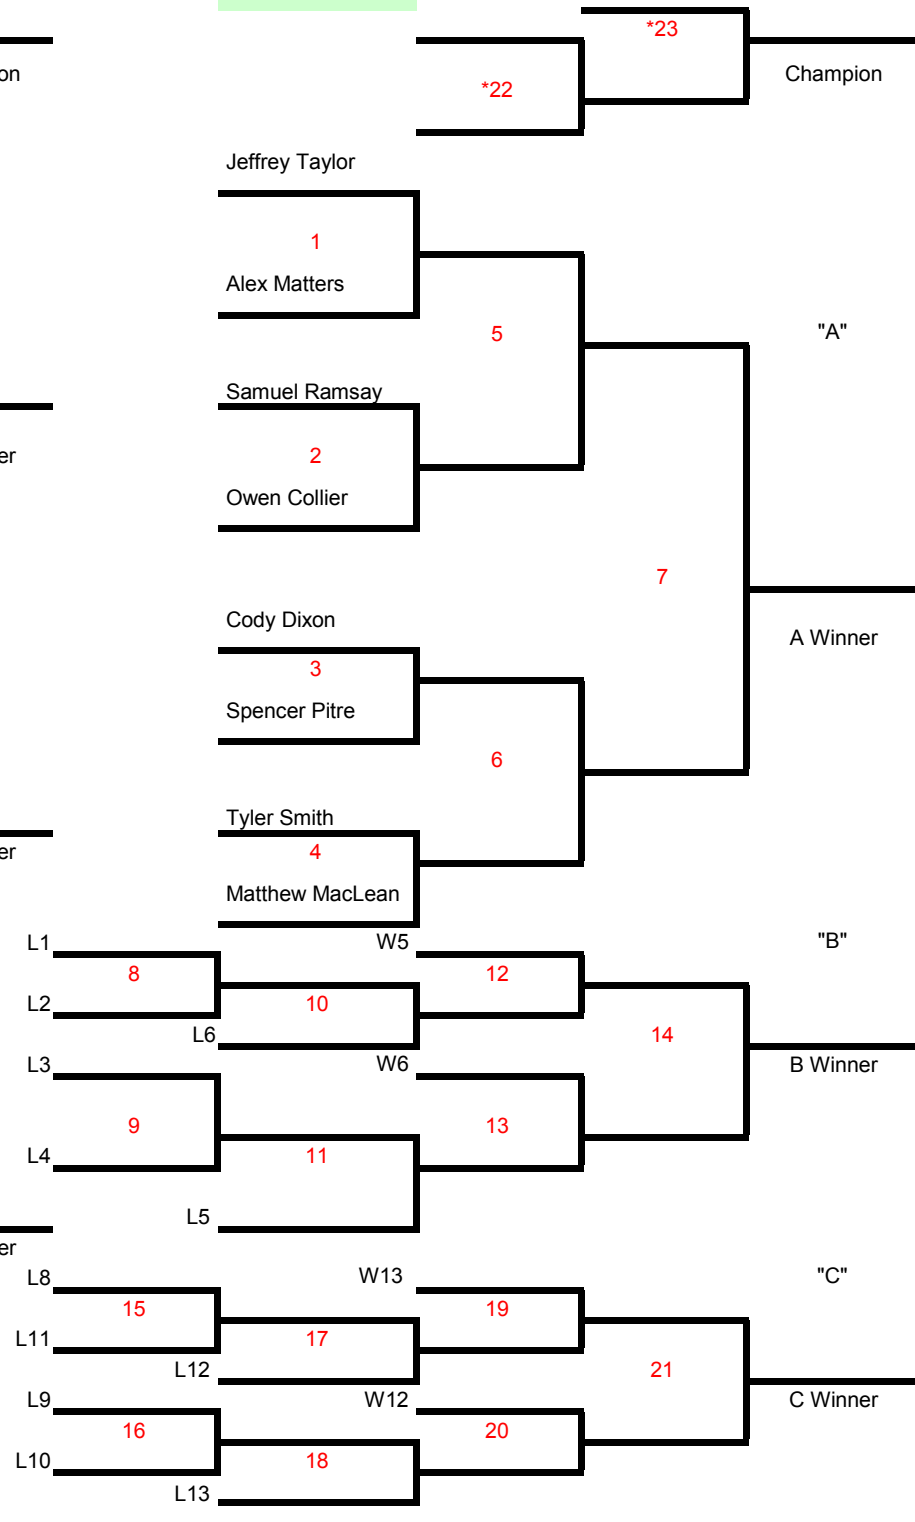 *23
on
Champion
*22
Jeffrey Taylor
1
Alex Matters
5
"A"
Samuel Ramsay
er
2
Owen Collier
7
Cody Dixon
A Winner
3
Spencer Pitre
6
Tyler Smith
er
4
Matthew MacLean
L1
W5
"B"
8
12
L2
10
L6
14
L3
W6
B Winner
9
13
L4
11
L5
er
L8
W13
"C"
15
19
L11
17
L12
21
L9
W12
C Winner
16
20
L10
18
L13